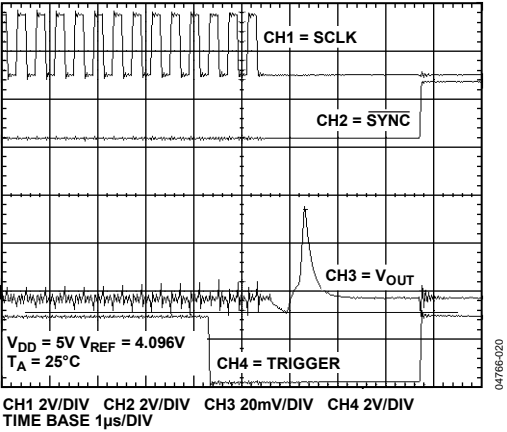 CH1 = SCLK
CH2 = S̅Y̅N̅C̅
CH3 = VOUT
VDD = 5V VREF = 4.096V
TA = 25°C
CH4 = TRIGGER
CH1 2V/DIV CH2 2V/DIV CH3 20mV/DIV CH4 2V/DIV
TIME BASE 1µs/DIV
04766-020